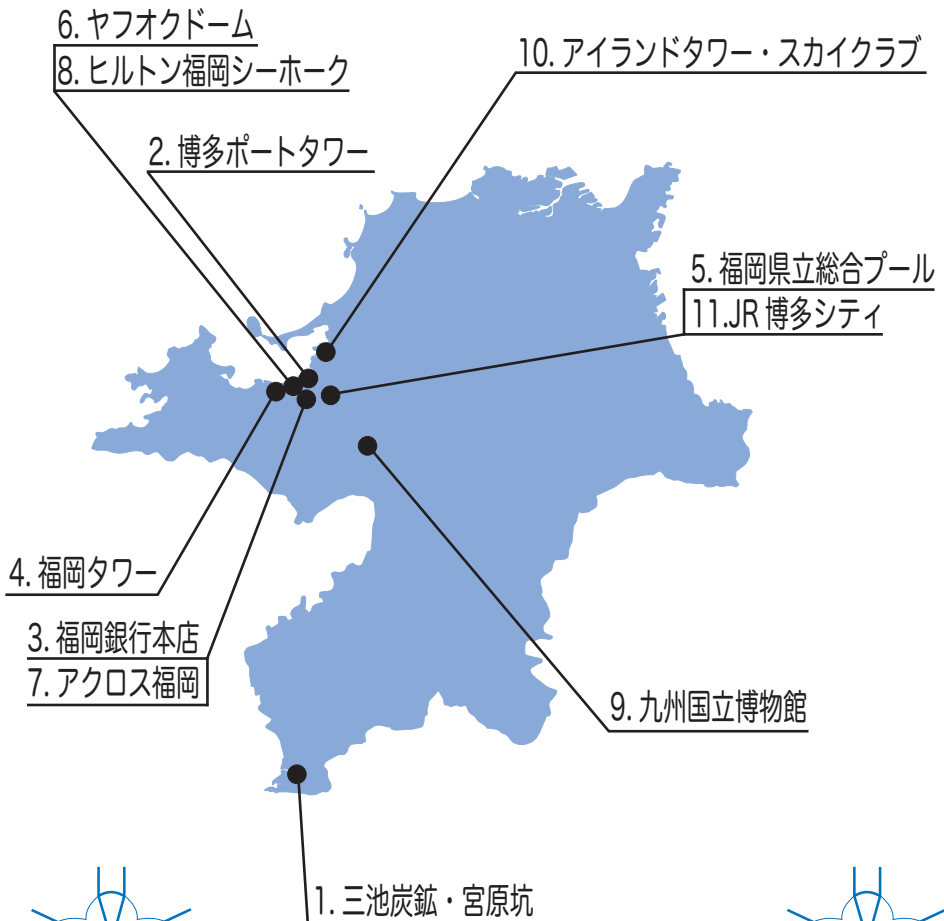 6. ヤフオクドーム
8. ヒルトン福岡シーホーク
10. アイランドタワー・スカイクラブ
2. 博多ポートタワー
5. 福岡県立総合プール
11.JR 博多シティ
4. 福岡タワー
3. 福岡銀行本店
7. アクロス福岡
9. 九州国立博物館
1. 三池炭鉱・宮原坑